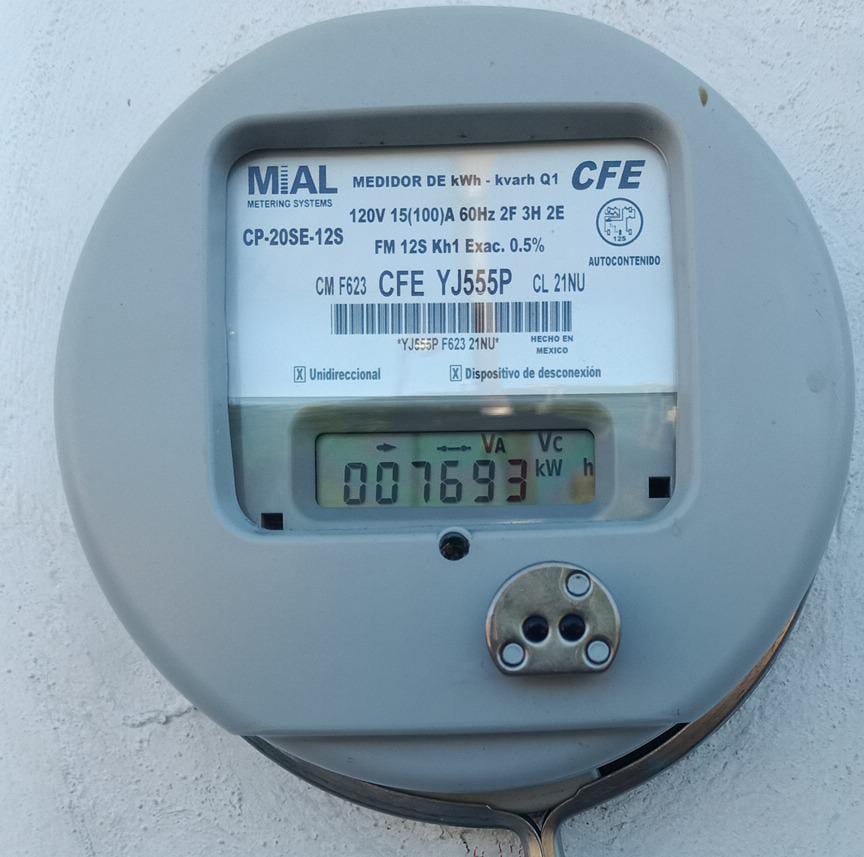 MIAL
METERING SYSTEMS
MEDIDOR DE kWh - kvarh Q1
CFE
120V 15(100)A 60Hz 2F 3H 2E
CP-20SE-12S
FM 12S Kh1 Exac. 0.5%
12S
AUTOCONTENIDO
CM F623 CFE YJ555P CL 21NU
*YJ555P F623 21NU*
HECHO EN
MEXICO
X Unidireccional
X Dispositivo de desconexión
VA VC
007693 kW h